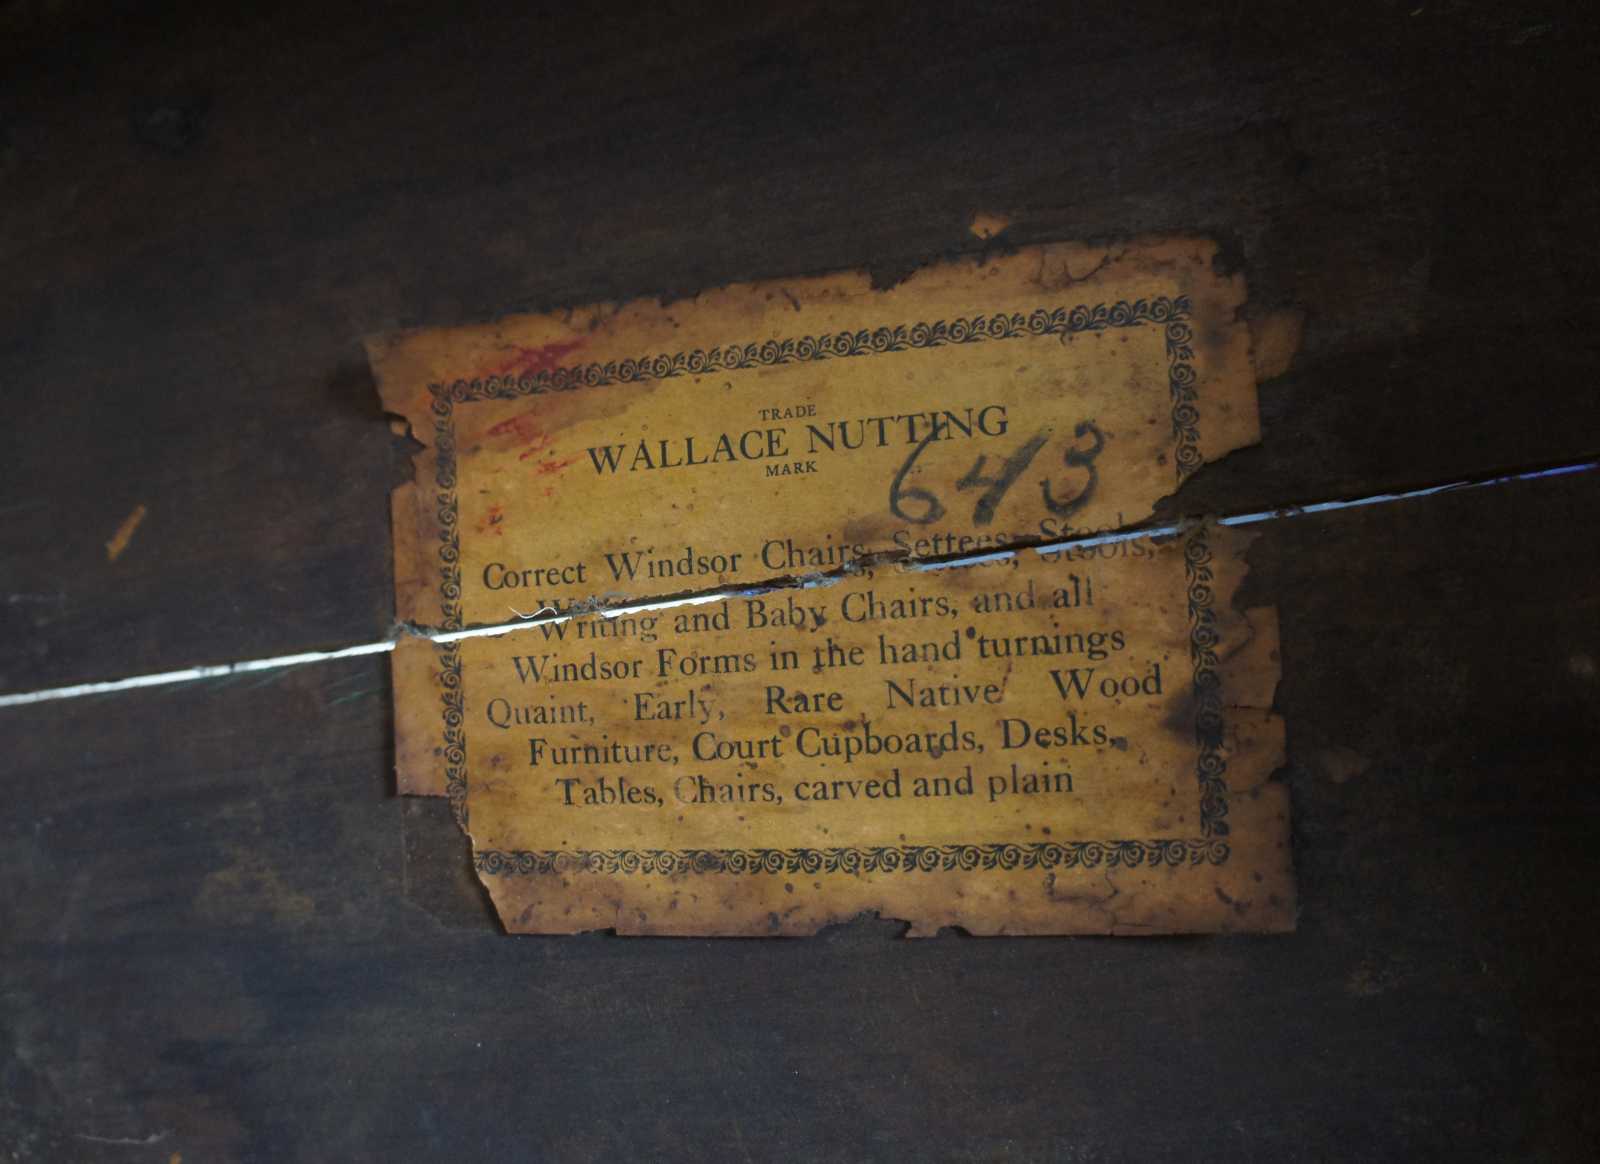 TRADE
WALLACE NUTTING
MARK
643
Correct Windsor Chairs, Settees, Stools,
Writing and Baby Chairs, and all
Windsor Forms in the hand turnings
Quaint, Early, Rare Native Wood
Furniture, Court Cupboards, Desks,
Tables, Chairs, carved and plain